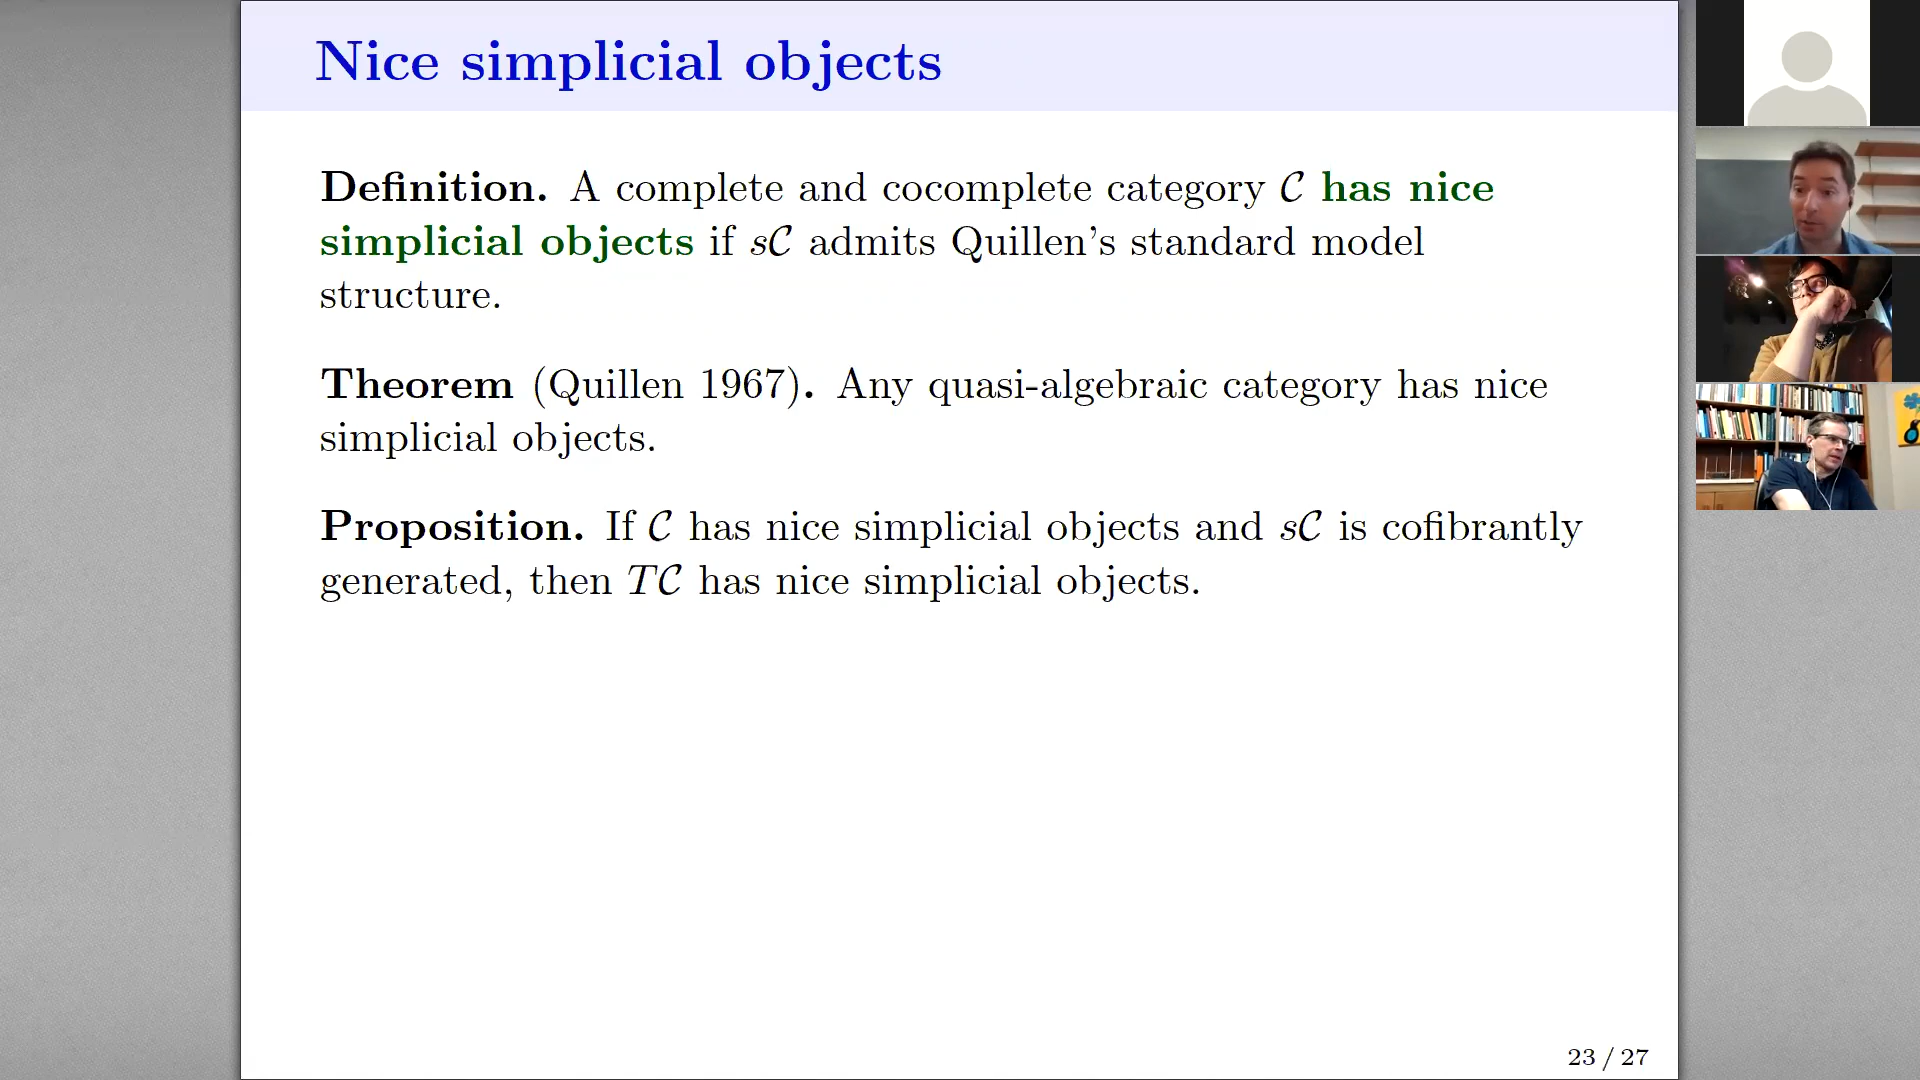 Nice simplicial objects
Definition. A complete and cocomplete category 𝒞 has nice
simplicial objects if s𝒞 admits Quillen's standard model
structure.
Theorem (Quillen 1967). Any quasi-algebraic category has nice
simplicial objects.
Proposition. If 𝒞 has nice simplicial objects and s𝒞 is cofibrantly
generated, then T𝒞 has nice simplicial objects.
23 / 27